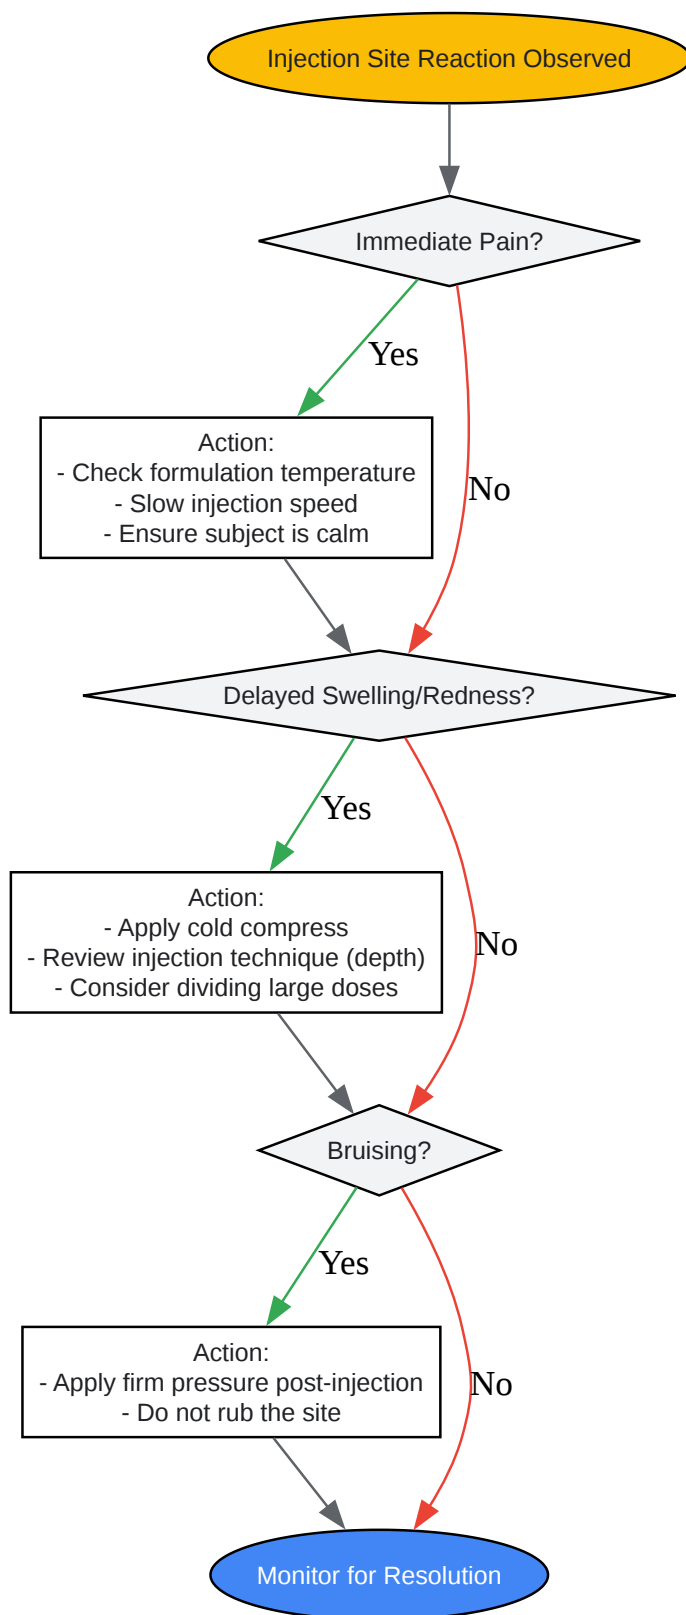 Injection Site Reaction Observed
Immediate Pain?
Yes
Action:
- Check formulation temperature
- Slow injection speed
- Ensure subject is calm
No
Delayed Swelling/Redness?
Yes
Action:
- Apply cold compress
- Review injection technique (depth)
- Consider dividing large doses
No
Bruising?
Yes
Action:
- Apply firm pressure post-injection
- Do not rub the site
No
Monitor for Resolution